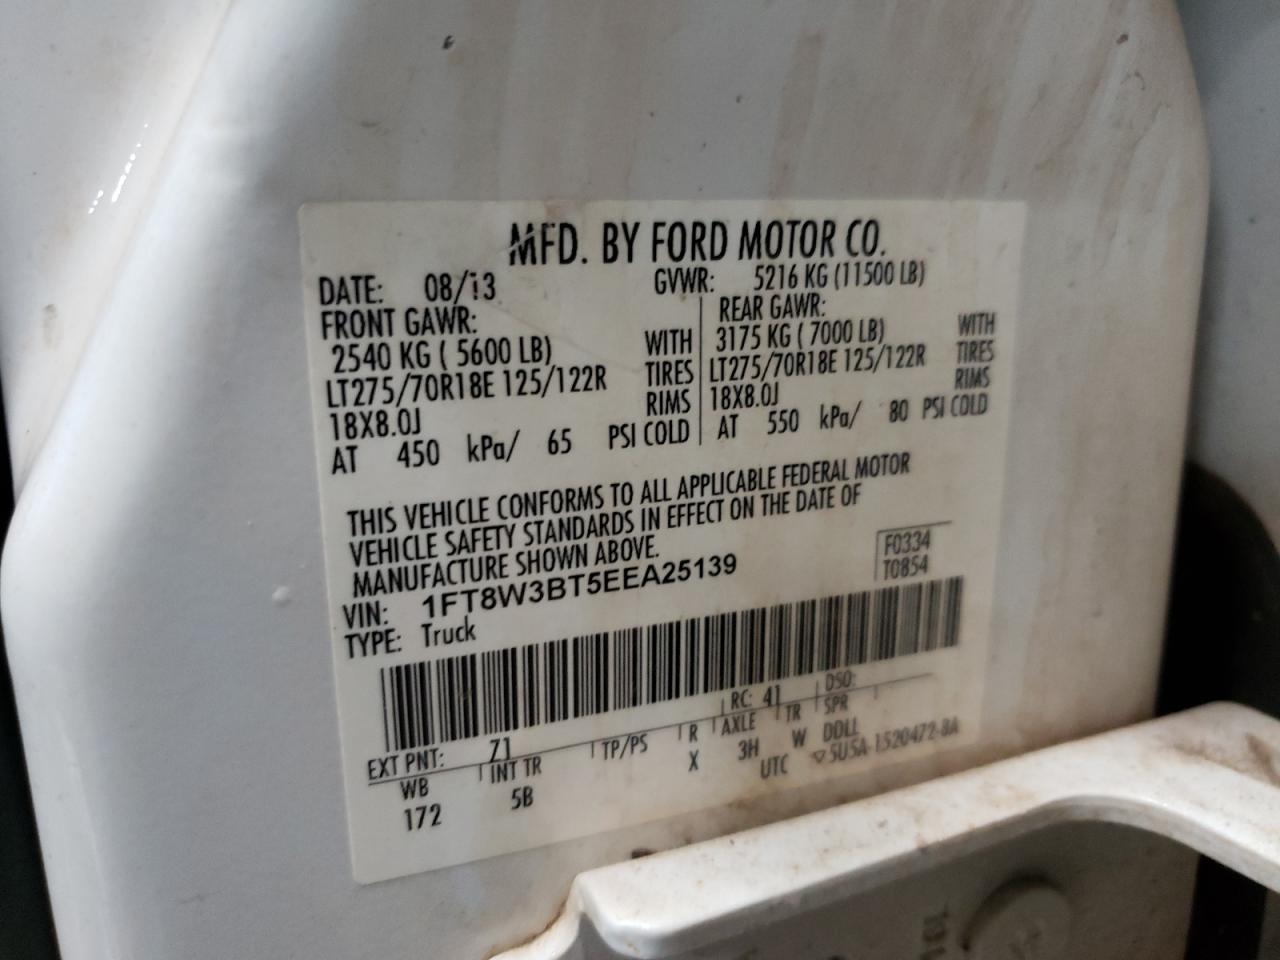 MFD. BY FORD MOTOR CO.
DATE: 08/13 GVWR: 5216 KG (11500 LB)
FRONT GAWR: REAR GAWR:
2540 KG ( 5600 LB) WITH 3175 KG ( 7000 LB) WITH
LT275/70R18E 125/122R TIRES LT275/70R18E 125/122R TIRES
18X8.0J RIMS 18X8.0J RIMS
AT 450 kPa/ 65 PSI COLD AT 550 kPa/ 80 PSI COLD
THIS VEHICLE CONFORMS TO ALL APPLICABLE FEDERAL MOTOR
VEHICLE SAFETY STANDARDS IN EFFECT ON THE DATE OF
MANUFACTURE SHOWN ABOVE.
F0334
VIN: 1FT8W3BT5EEA25139
T0854
TYPE: Truck
RC: 41 DSO:
EXT PNT: Z1
WB INT TR TP/PS R AXLE TR SPR
172 5B X 3H W DDLL
UTC ▽5U5A-1520472-BA